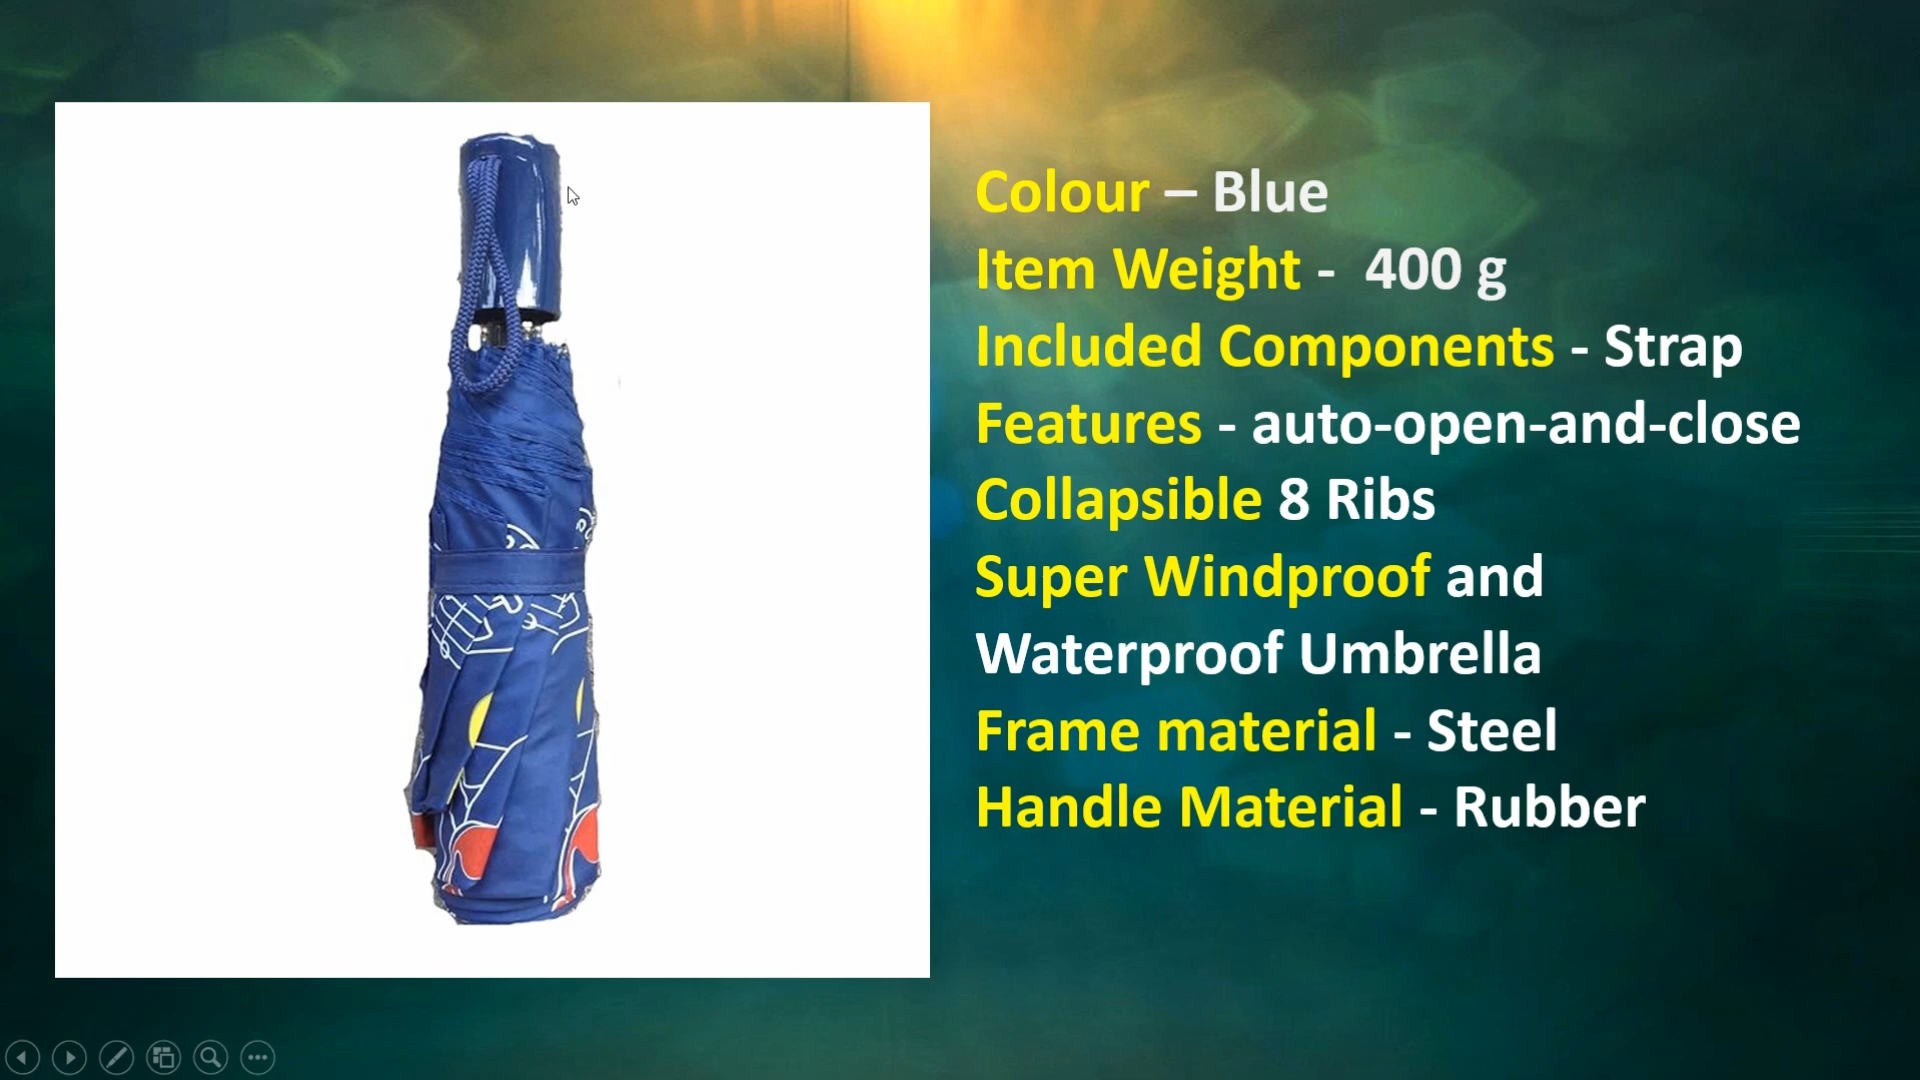 Colour – Blue
Item Weight -  400 g
Included Components - Strap
Features - auto-open-and-close
Collapsible 8 Ribs
Super Windproof and
Waterproof Umbrella
Frame material - Steel
Handle Material - Rubber